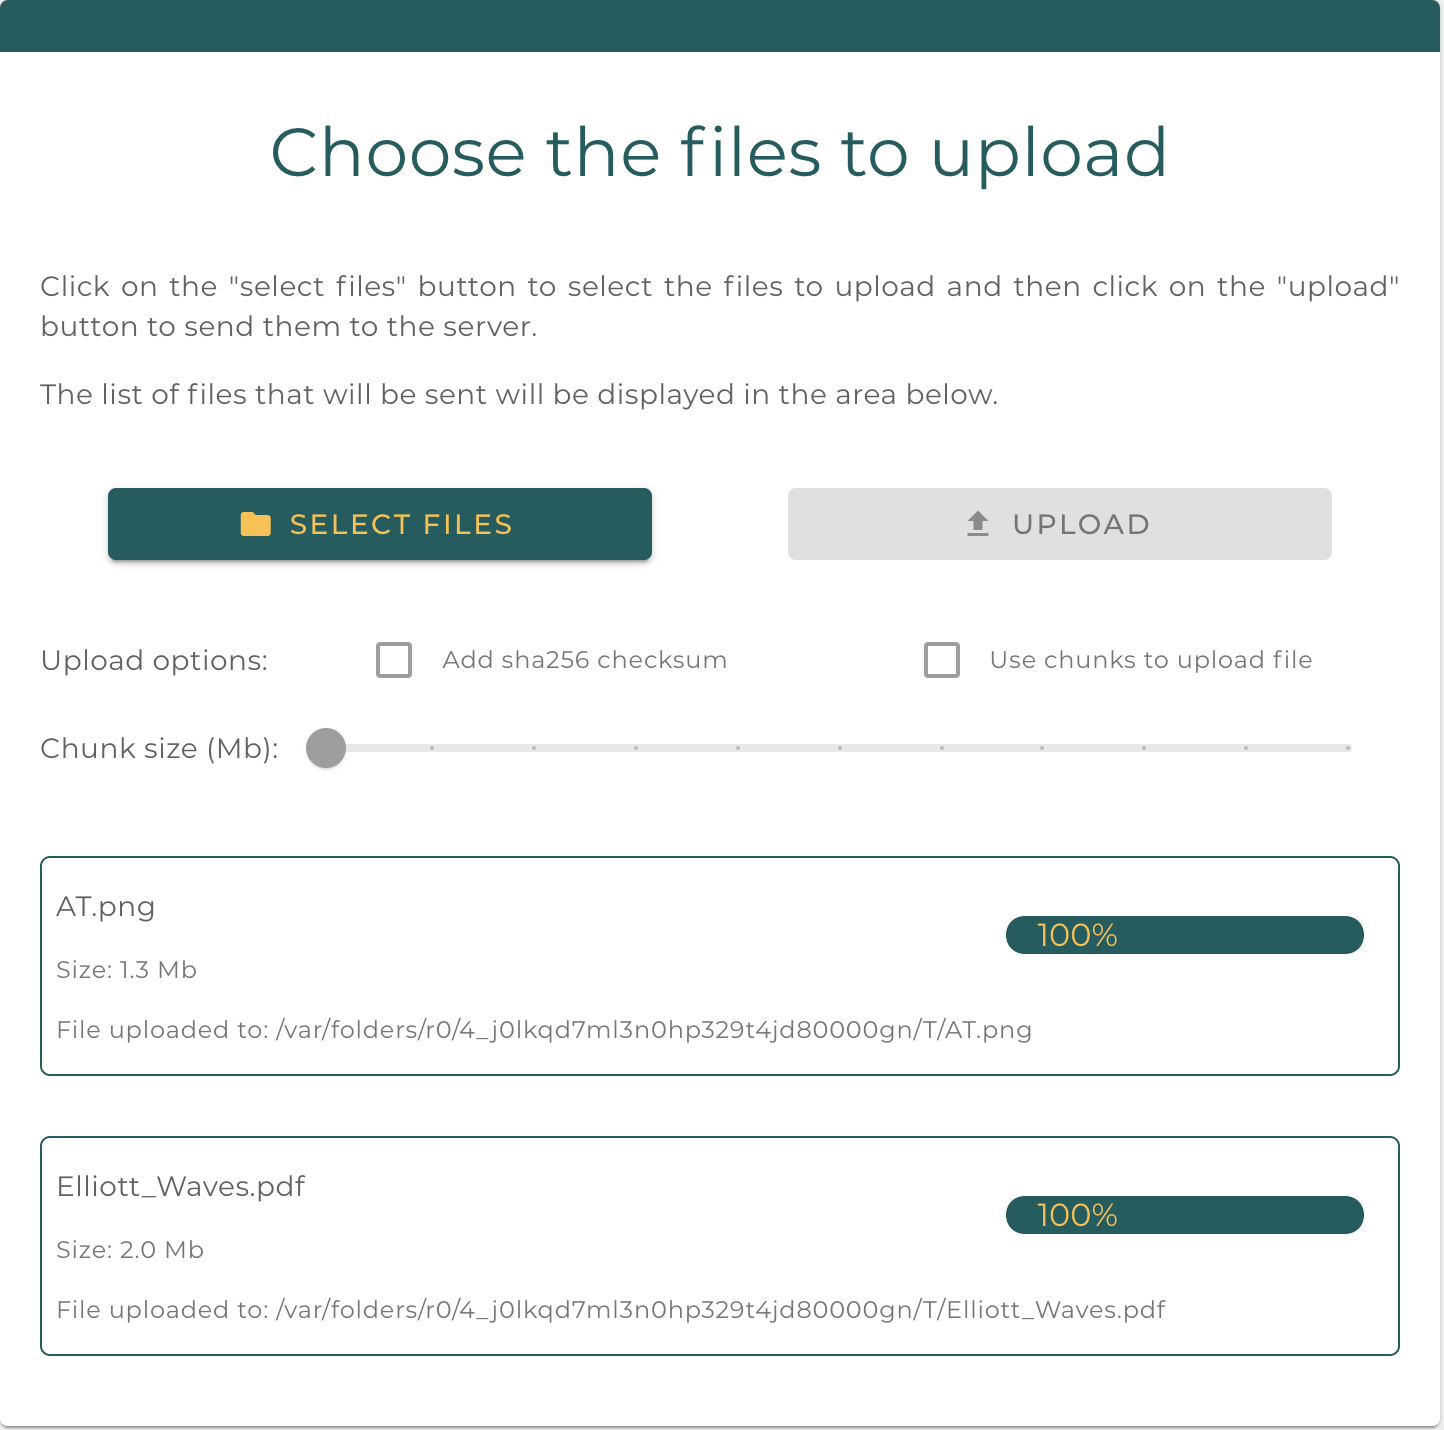 Choose the files to upload
Click on the "select files" button to select the files to upload and then click on the "upload"
button to send them to the server.
The list of files that will be sent will be displayed in the area below.
SELECT FILES
UPLOAD
Upload options:
Add sha256 checksum
Use chunks to upload file
Chunk size (Mb):
AT.png
100%
Size: 1.3 Mb
File uploaded to: /var/folders/r0/4_j0lkqd7ml3n0hp329t4jd80000gn/T/AT.png
Elliott_Waves.pdf
100%
Size: 2.0 Mb
File uploaded to: /var/folders/r0/4_j0lkqd7ml3n0hp329t4jd80000gn/T/Elliott_Waves.pdf